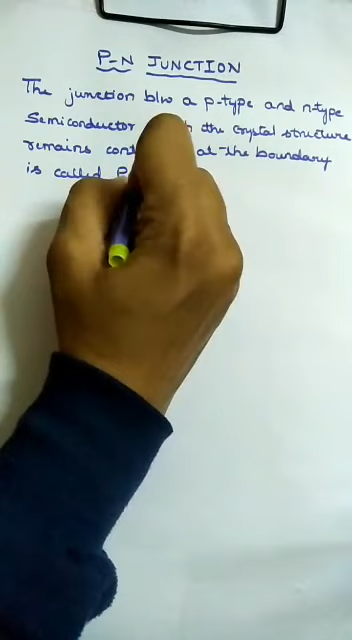 P-N JUNCTION
The junction b/w a p-type and n-type
Semiconductor the crystal structure
remains at the boundary
is called